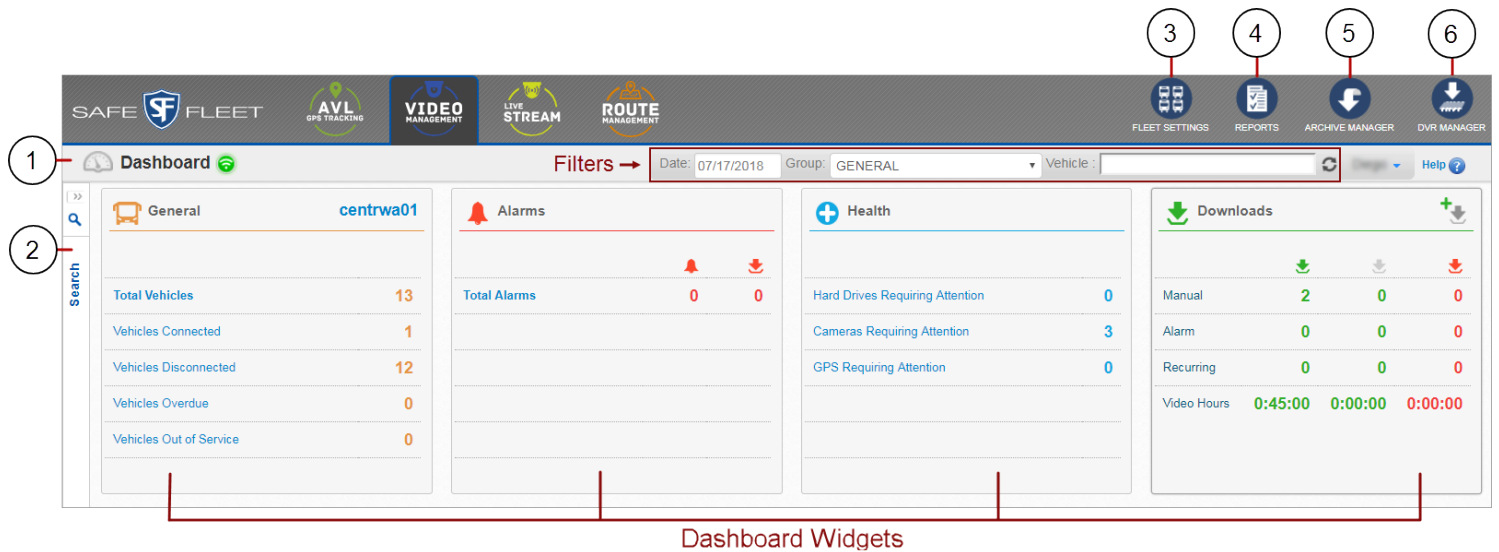 3 4 5 6
SAFE SF FLEET
AVL
GPS TRACKING
VIDEO
MANAGEMENT
LIVE
STREAM
ROUTE
MANAGEMENT
FLEET SETTINGS
REPORTS
ARCHIVE MANAGER
DVR MANAGER
1
Dashboard
Filters
Date: 07/17/2018 Group: GENERAL Vehicle :
Help ?
2
Search
General centrwa01
Total Vehicles 13
Vehicles Connected 1
Vehicles Disconnected 12
Vehicles Overdue 0
Vehicles Out of Service 0
Alarms
Total Alarms 0 0
Health
Hard Drives Requiring Attention 0
Cameras Requiring Attention 3
GPS Requiring Attention 0
Downloads
Manual 2 0 0
Alarm 0 0 0
Recurring 0 0 0
Video Hours 0:45:00 0:00:00 0:00:00
Dashboard Widgets